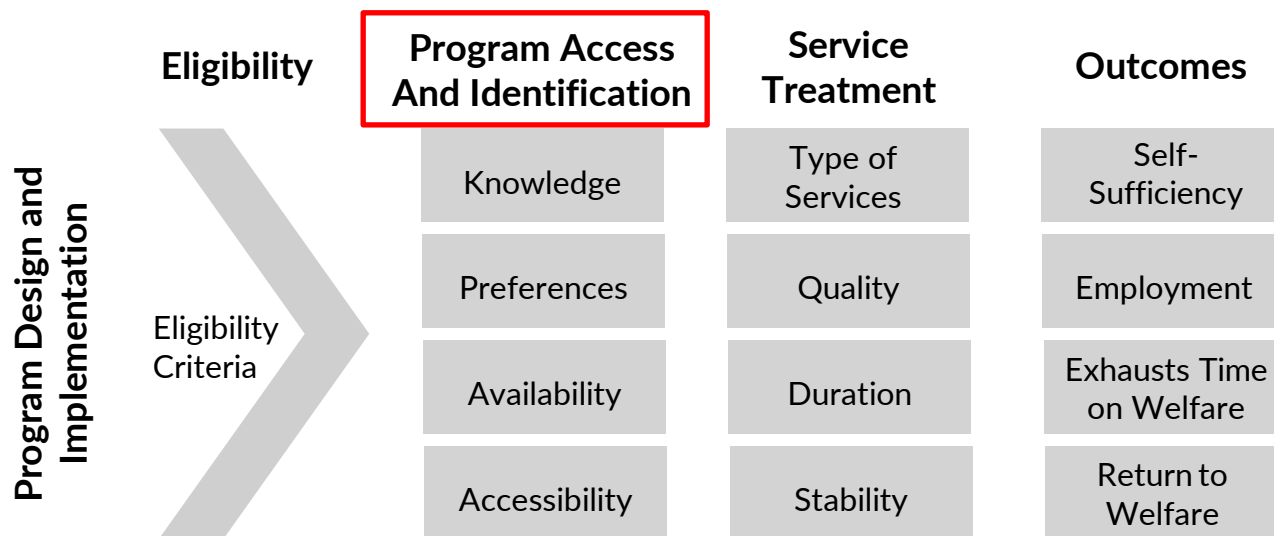 Eligibility
Program Access
And Identification
Service
Treatment
Outcomes
Program Design and
Implementation
Eligibility
Criteria
Knowledge
Preferences
Availability
Accessibility
Type of
Services
Quality
Duration
Stability
Self-
Sufficiency
Employment
Exhausts Time
on Welfare
Return to
Welfare